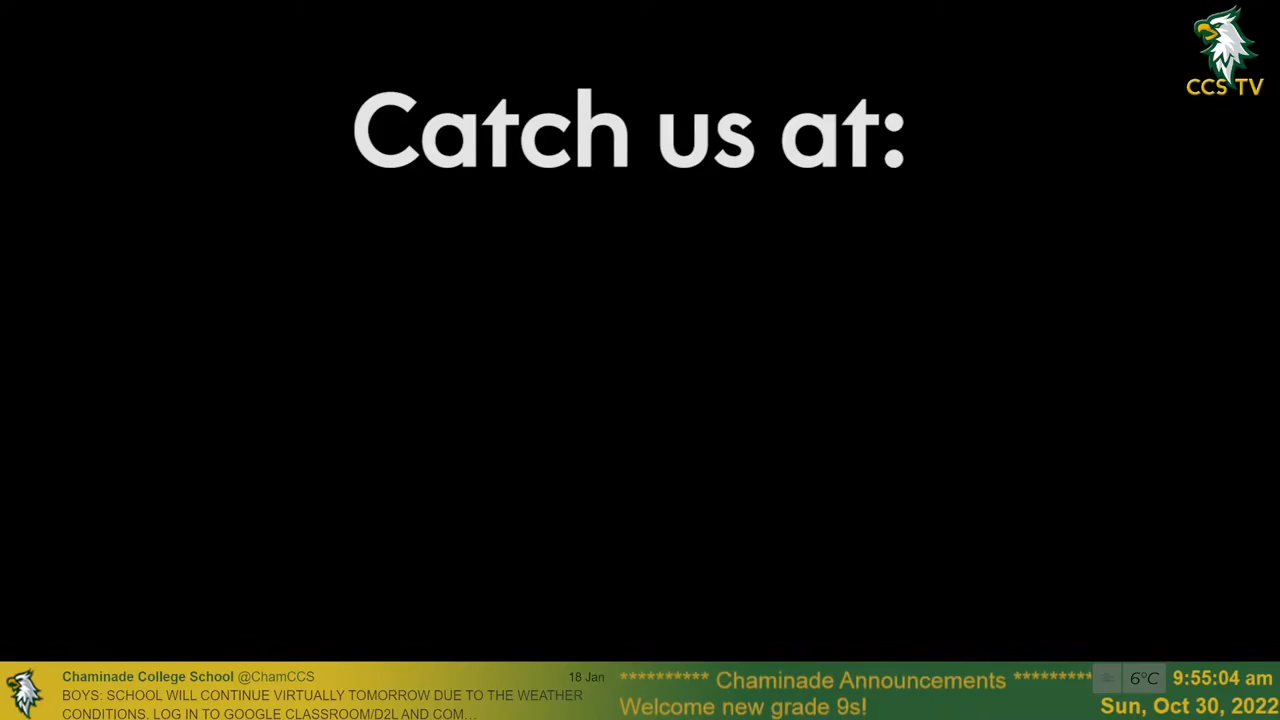 CCS TV
Catch us at:
Chaminade College School @ChamCCS 18 Jan
BOYS: SCHOOL WILL CONTINUE VIRTUALLY TOMORROW DUE TO THE WEATHER
CONDITIONS. LOG IN TO GOOGLE CLASSROOM/D2L AND COM...
********** Chaminade Announcements *********
Welcome new grade 9s!
6°C
9:55:04 am
Sun, Oct 30, 2022